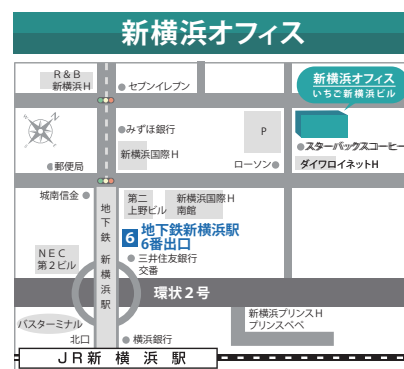 新横浜オフィス
R&B
新横浜H
セブンイレブン
新横浜オフィス
いちご新横浜ビル
みずほ銀行
P
新横浜国際H
スターバックスコーヒー
郵便局
ローソン
ダイワロイネットH
城南信金
地下鉄新横浜駅
第二
上野ビル
新横浜国際H
南館
6
地下鉄新横浜駅
6番出口
NEC
第2ビル
三井住友銀行
交番
環状2号
新横浜プリンスH
プリンスペペ
バスターミナル
北口
横浜銀行
JR新横浜駅